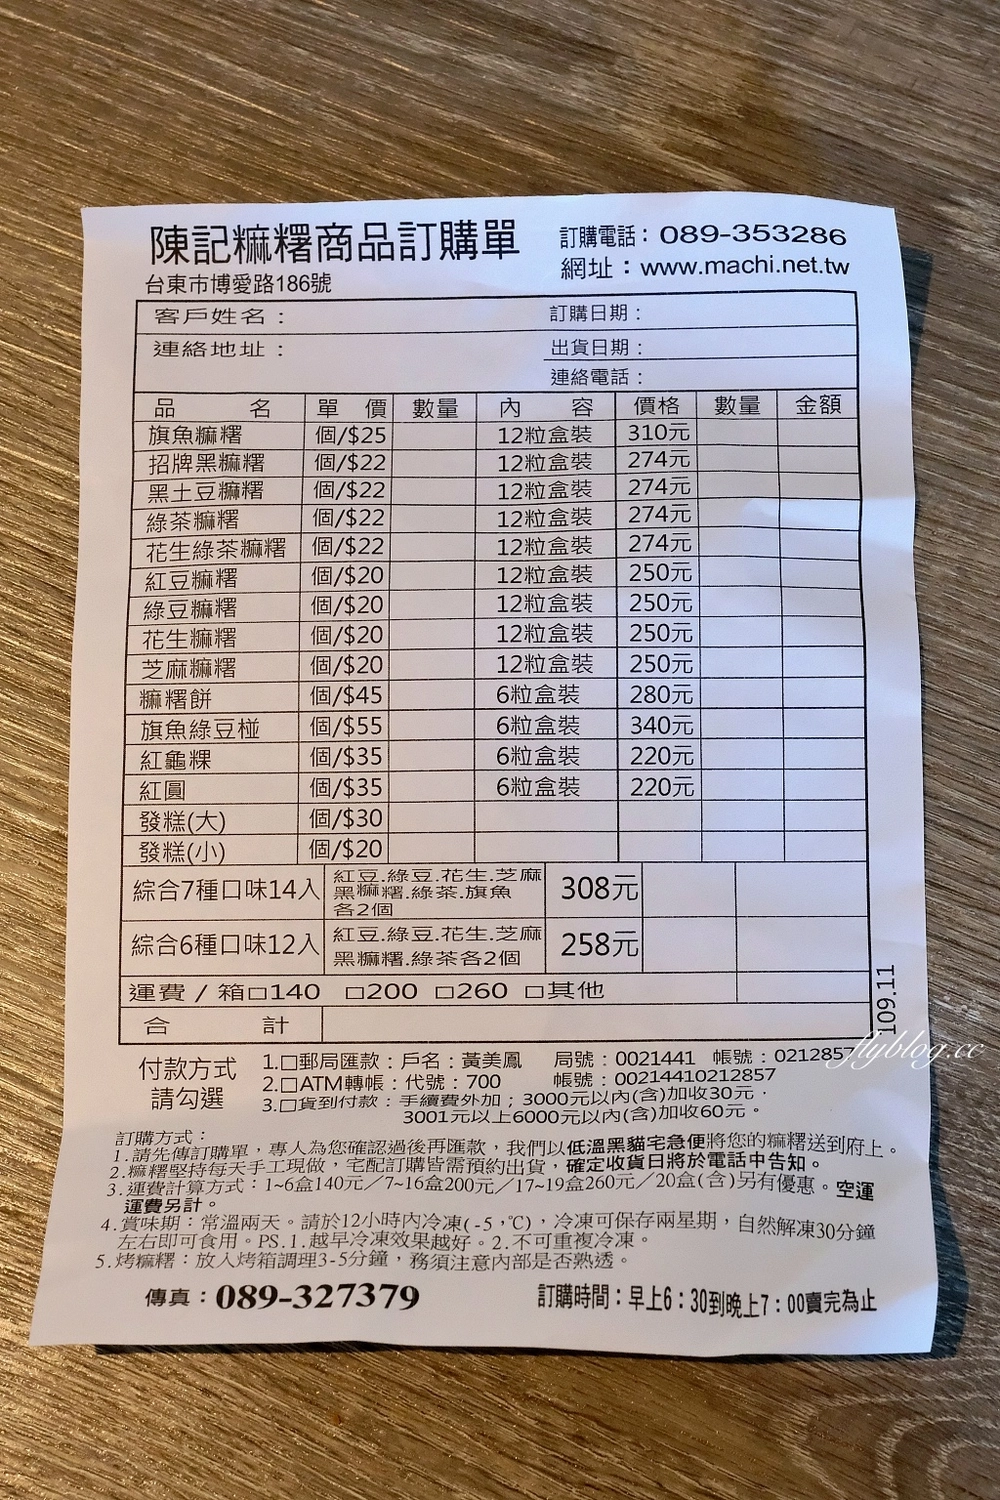 陳記糰糬商品訂購單
訂購電話：089-353286
台東市博愛路186號
網址：www.machi.net.tw
客戶姓名：
訂購日期：
連絡地址：
出貨日期：
連絡電話：
品 名 單 價 數量 內 容 價格 數量 金額
旗魚麻糬 個/$25 12粒盒裝 310元
招牌黑麻糬 個/$22 12粒盒裝 274元
黑土豆麻糬 個/$22 12粒盒裝 274元
綠茶麻糬 個/$22 12粒盒裝 274元
花生綠茶麻糬 個/$22 12粒盒裝 274元
紅豆麻糬 個/$20 12粒盒裝 250元
綠豆麻糬 個/$20 12粒盒裝 250元
花生麻糬 個/$20 12粒盒裝 250元
芝麻麻糬 個/$20 12粒盒裝 250元
麻糬餅 個/$45 6粒盒裝 280元
旗魚綠豆椪 個/$55 6粒盒裝 340元
紅龜粿 個/$35 6粒盒裝 220元
紅圓 個/$35 6粒盒裝 220元
發糕(大) 個/$30
發糕(小) 個/$20
綜合7種口味14入 紅豆.綠豆.花生.芝麻
黑麻糬.綠茶.旗魚
各2個 308元
綜合6種口味12入 紅豆.綠豆.花生.芝麻
黑麻糬.綠茶各2個 258元
運費 / 箱□140 □200 □260 □其他
合 計
109.11
付款方式
請勾選
1.□郵局匯款：戶名：黃美鳳 局號：0021441 帳號：0212857
2.□ATM轉帳：代號：700 帳號：00214410212857
3.□貨到付款：手續費外加；3000元以內(含)加收30元．
3001元以上6000元以內(含)加收60元。
訂購方式：
1.請先傳訂購單，專人為您確認過後再匯款，我們以低溫黑貓宅急便將您的麻糬送到府上。
2.麻糬堅持每天手工現做，宅配訂購皆需預約出貨，確定收貨日將於電話中告知。
3.運費計算方式：1~6盒140元／7~16盒200元／17~19盒260元／20盒(含)另有優惠。空運
運費另計。
4.賞味期：常溫兩天。請於12小時內冷凍(-5，℃)，冷凍可保存兩星期，自然解凍30分鐘
左右即可食用。PS.1.越早冷凍效果越好。2.不可重複冷凍。
5.烤麻糬：放入烤箱調理3-5分鐘，務須注意內部是否熟透。
傳真：089-327379
訂購時間：早上6：30到晚上7：00賣完為止
flyblog.cc